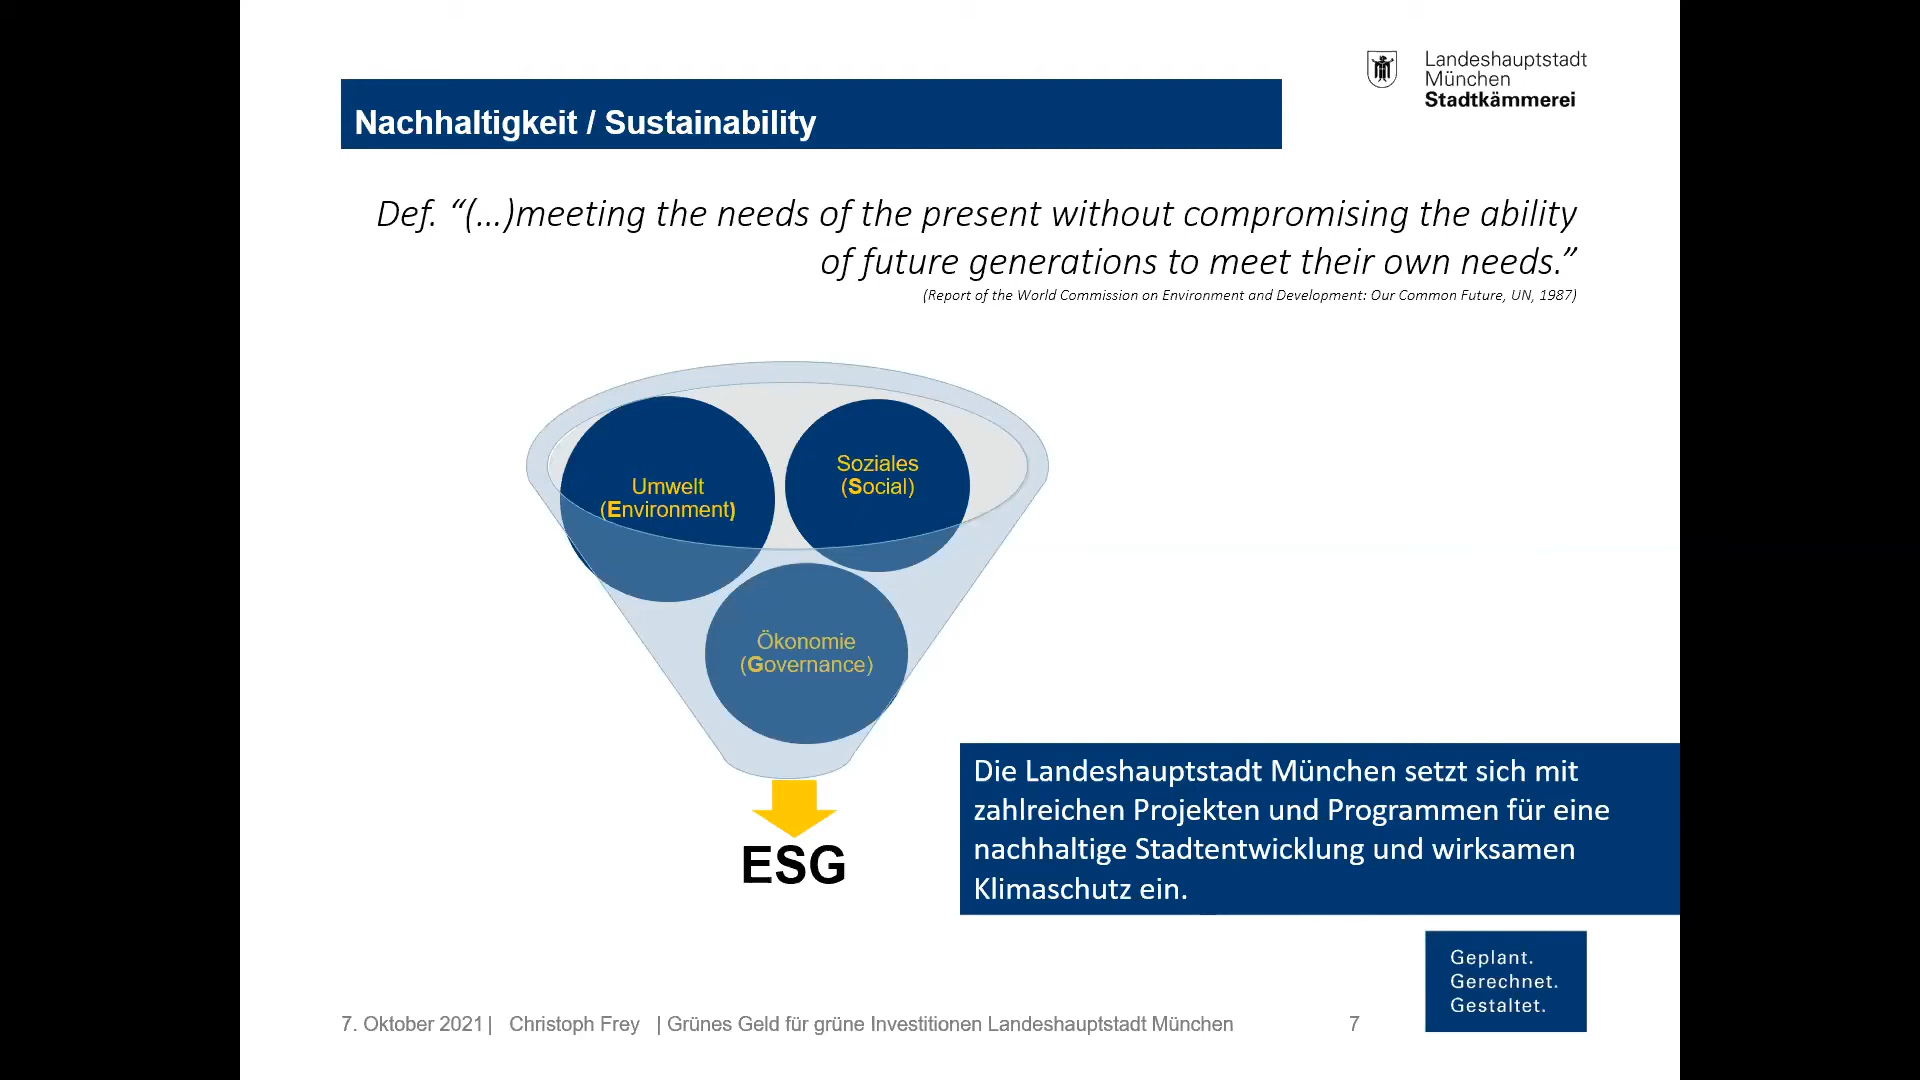 Landeshauptstadt
München
Stadtkämmerei
Nachhaltigkeit / Sustainability
Def. “(…)meeting the needs of the present without compromising the ability
of future generations to meet their own needs.”
(Report of the World Commission on Environment and Development: Our Common Future, UN, 1987)
Umwelt
(Environment)
Soziales
(Social)
Ökonomie
(Governance)
ESG
Die Landeshauptstadt München setzt sich mit
zahlreichen Projekten und Programmen für eine
nachhaltige Stadtentwicklung und wirksamen
Klimaschutz ein.
Geplant.
Gerechnet.
Gestaltet.
7. Oktober 2021 | Christoph Frey | Grünes Geld für grüne Investitionen Landeshauptstadt München 7